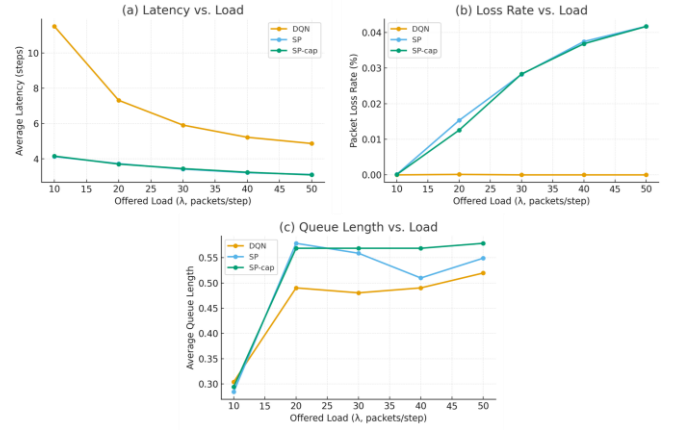 (a) Latency vs. Load
DQN
SP
SP-cap
Average Latency (steps)
10
8
6
4
10 15 20 25 30 35 40 45 50
Offered Load (λ, packets/step)
(b) Loss Rate vs. Load
DQN
SP
SP-cap
Packet Loss Rate (%)
0.04
0.03
0.02
0.01
0.00
10 15 20 25 30 35 40 45 50
Offered Load (λ, packets/step)
(c) Queue Length vs. Load
DQN
SP
SP-cap
Average Queue Length
0.55
0.50
0.45
0.40
0.35
0.30
10 15 20 25 30 35 40 45 50
Offered Load (λ, packets/step)